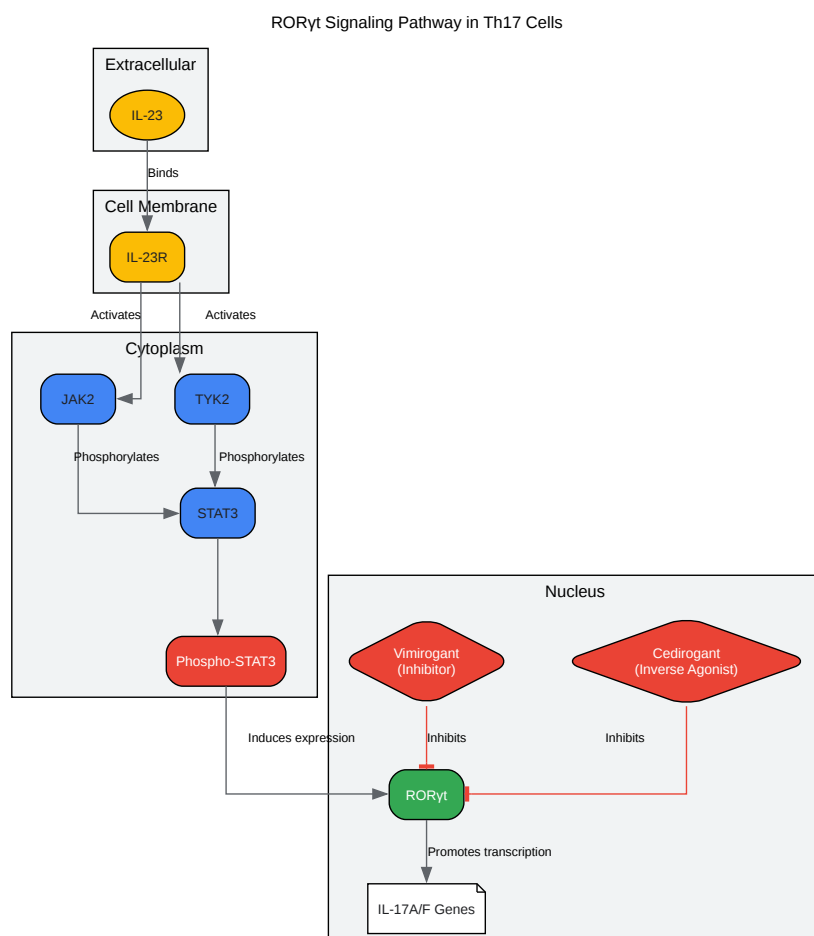 RORγt Signaling Pathway in Th17 Cells
Extracellular
IL-23
Binds
Cell Membrane
IL-23R
Activates
Activates
Cytoplasm
JAK2
TYK2
Phosphorylates
Phosphorylates
STAT3
Nucleus
Vimirogant
(Inhibitor)
Cedirogant
(Inverse Agonist)
Phospho-STAT3
Induces expression
Inhibits
Inhibits
RORγt
Promotes transcription
IL-17A/F Genes